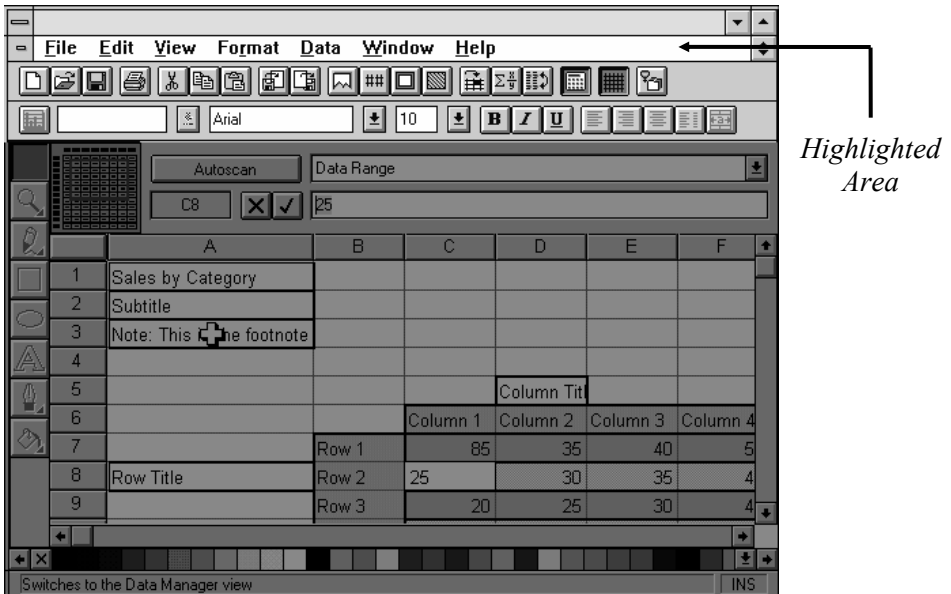 File Edit View Format Data Window Help
Arial 10 B I U
Highlighted
Area
Autoscan Data Range
C8 25
A B C D E F
1 Sales by Category
2 Subtitle
3 Note: This he footnote
4
5 Column Titl
6 Column 1 Column 2 Column 3 Column 4
7 Row 1 85 35 40 5
8 Row Title Row 2 25 30 35 4
9 Row 3 20 25 30 4
Switches to the Data Manager view INS